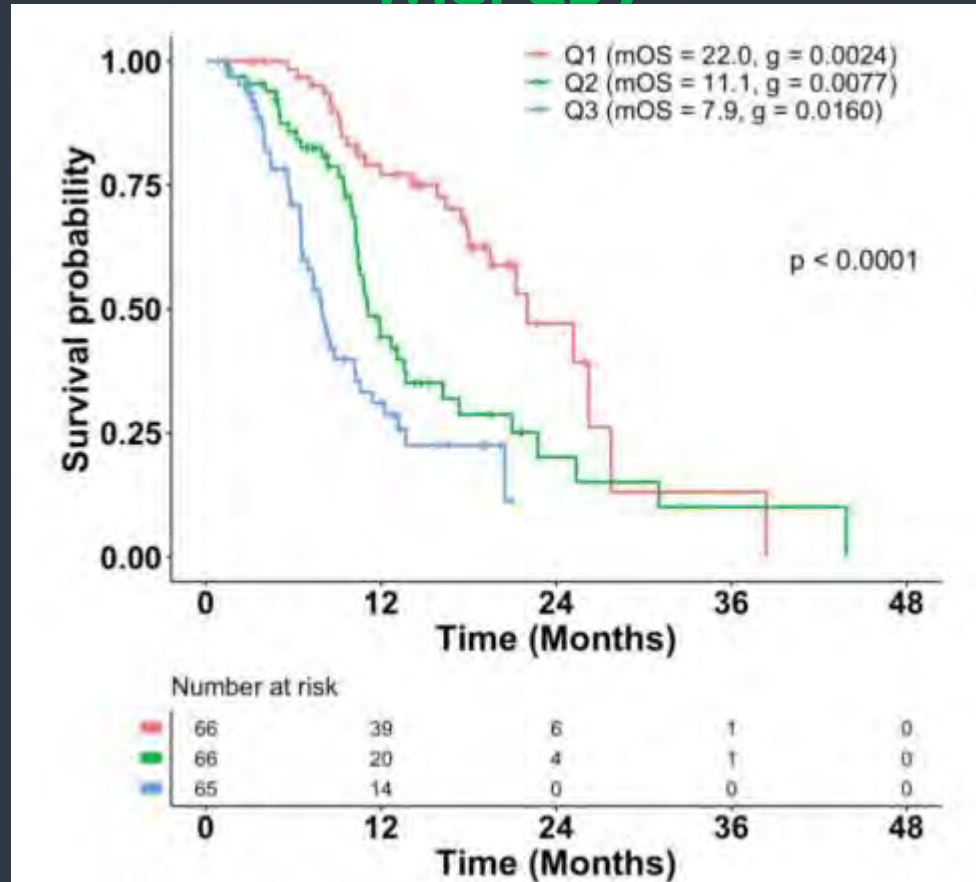 Q1 (mOS = 22.0, g = 0.0024)
Q2 (mOS = 11.1, g = 0.0077)
Q3 (mOS = 7.9, g = 0.0160)
p < 0.0001
Survival probability
1.00
0.75
0.50
0.25
0.00
0 12 24 36 48
Time (Months)
Number at risk
66 39 6 1 0
66 20 4 1 0
65 14 0 0 0
0 12 24 36 48
Time (Months)